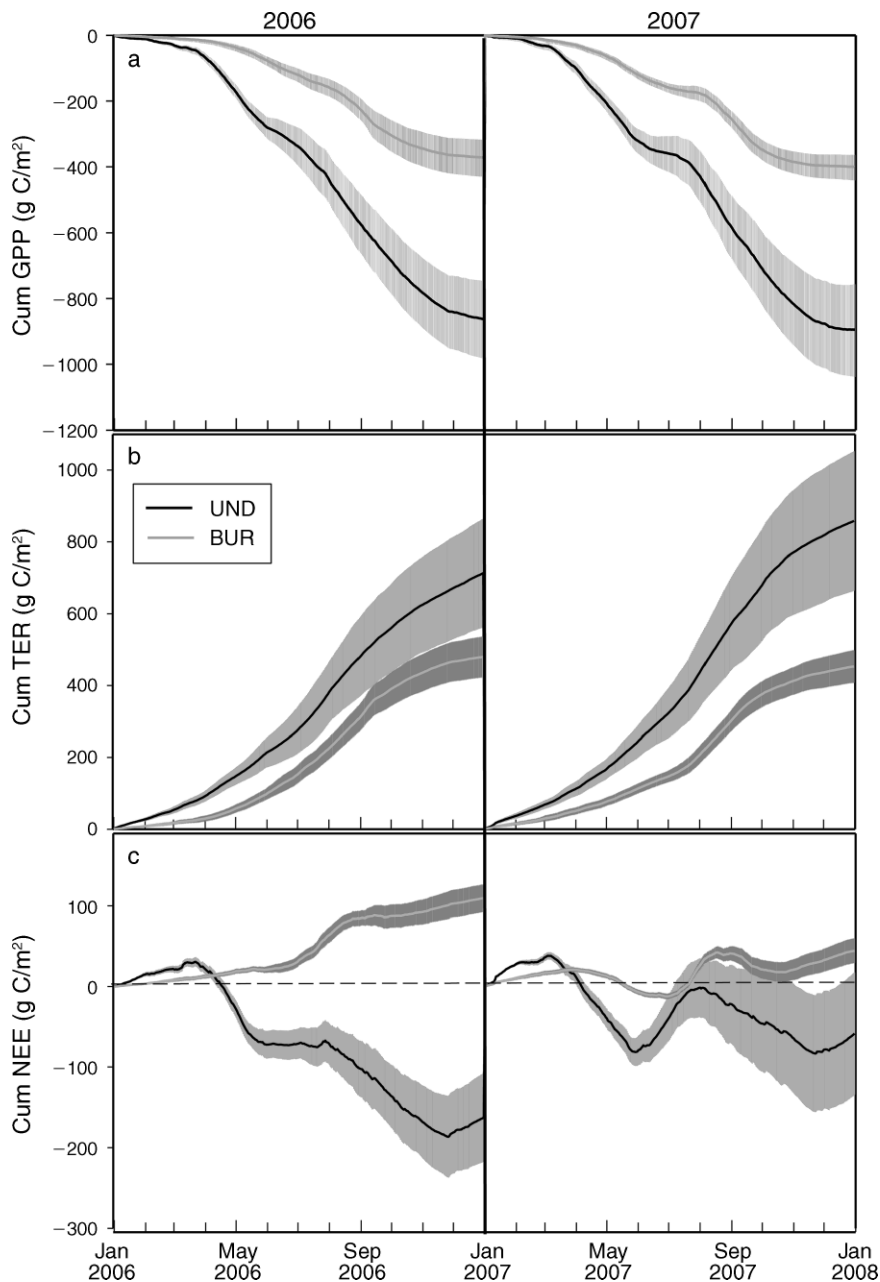 2006 2007
a
Cum GPP (g C/m²)
0
−200
−400
−600
−800
−1000
−1200
b
Cum TER (g C/m²)
1000
800
600
400
200
0
UND
BUR
c
Cum NEE (g C/m²)
100
0
−100
−200
−300
Jan May Sep Jan May Sep Jan
2006 2006 2006 2007 2007 2007 2008